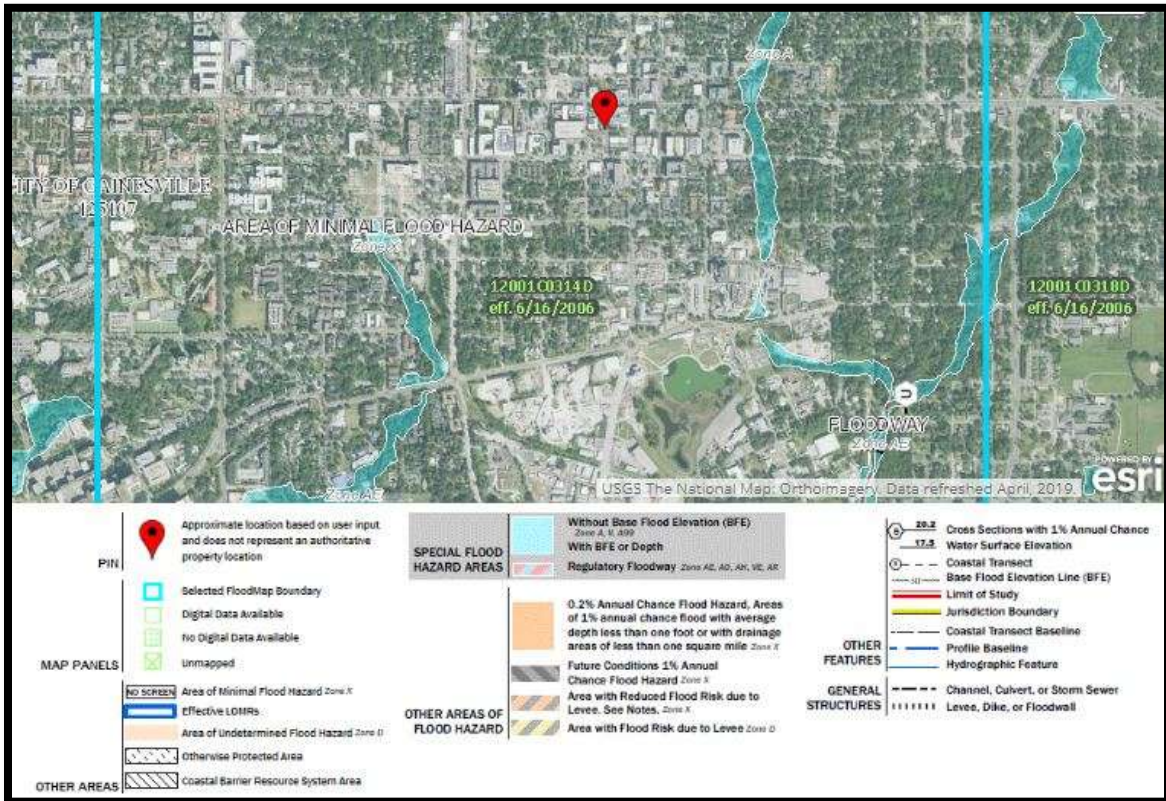 Zone A
CITY OF GAINESVILLE
125107
AREA OF MINIMAL FLOOD HAZARD
Zone X
12001C0314D
eff. 6/16/2006
12001C0318D
eff. 6/16/2006
U
FLOODWAY
Zone AE
Zone AE
POWERED BY
esri
USGS The National Map: Orthoimagery. Data refreshed April, 2019.
PIN
Approximate location based on user input
and does not represent an authoritative
property location
MAP PANELS
Selected FloodMap Boundary
Digital Data Available
No Digital Data Available
Unmapped
OTHER AREAS
NO SCREEN Area of Minimal Flood Hazard Zone X
Effective LOMRs
Area of Undetermined Flood Hazard Zone D
Otherwise Protected Area
Coastal Barrier Resource System Area
SPECIAL FLOOD
HAZARD AREAS
Without Base Flood Elevation (BFE)
Zone A, V, A99
With BFE or Depth
Regulatory Floodway Zone AE, AO, AH, VE, AR
OTHER AREAS OF
FLOOD HAZARD
0.2% Annual Chance Flood Hazard, Areas
of 1% annual chance flood with average
depth less than one foot or with drainage
areas of less than one square mile Zone X
Future Conditions 1% Annual
Chance Flood Hazard Zone X
Area with Reduced Flood Risk due to
Levee. See Notes. Zone X
Area with Flood Risk due to Levee Zone D
OTHER
FEATURES
20.2 Cross Sections with 1% Annual Chance
17.5 Water Surface Elevation
Coastal Transect
Base Flood Elevation Line (BFE)
Limit of Study
Jurisdiction Boundary
Coastal Transect Baseline
Profile Baseline
Hydrographic Feature
GENERAL
STRUCTURES
Channel, Culvert, or Storm Sewer
Levee, Dike, or Floodwall